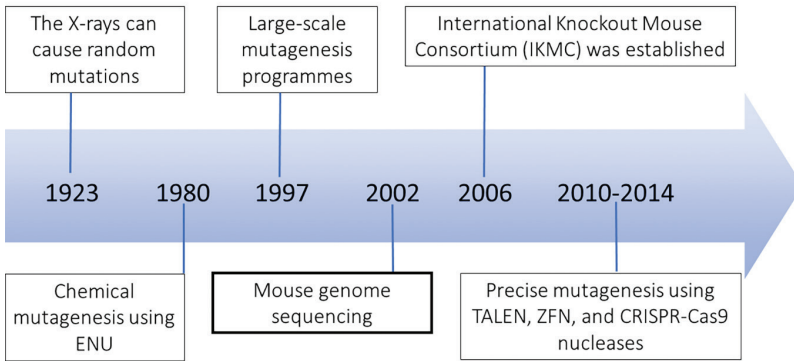 The X-rays can
cause random
mutations
Large-scale
mutagenesis
programmes
International Knockout Mouse
Consortium (IKMC) was established
1923
1980
1997
2002
2006
2010-2014
Chemical
mutagenesis using
ENU
Mouse genome
sequencing
Precise mutagenesis using
TALEN, ZFN, and CRISPR-Cas9
nucleases